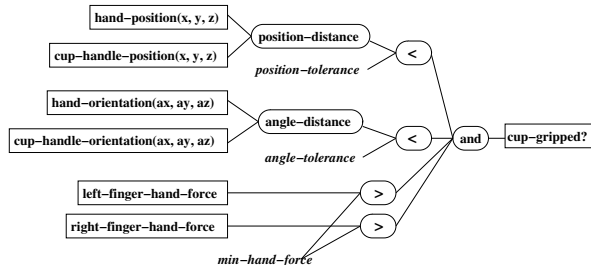 hand−position(x, y, z)
position−distance
<
cup−handle−position(x, y, z)
position−tolerance
hand−orientation(ax, ay, az)
angle−distance
<
and
cup−gripped?
cup−handle−orientation(ax, ay, az)
angle−tolerance
left−finger−hand−force
>
right−finger−hand−force
>
min−hand−force